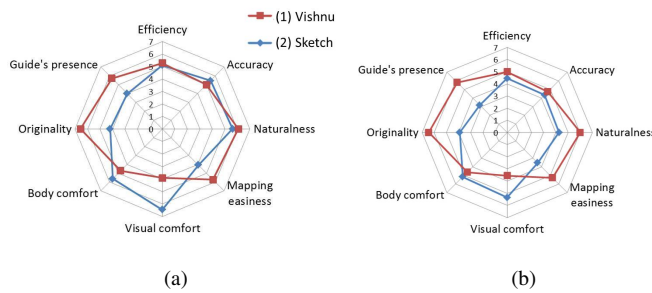 Efficiency
(1) Vishnu
(2) Sketch
Guide's presence
Accuracy
Originality
Naturalness
Body comfort
Mapping
easiness
Visual comfort
7
6
5
4
3
2
1
0
(a)
Efficiency
Guide's presence
Accuracy
Originality
Naturalness
Body comfort
Mapping
easiness
Visual comfort
7
6
5
4
3
2
1
0
(b)